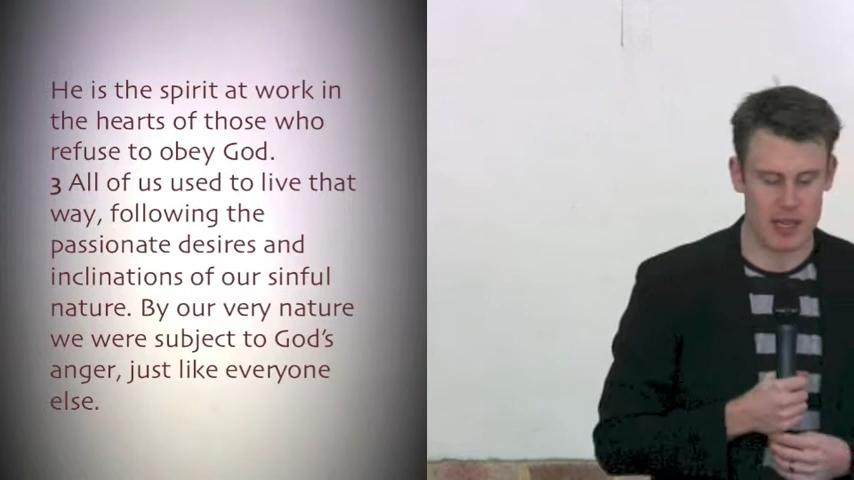 He is the spirit at work in
the hearts of those who
refuse to obey God.
3 All of us used to live that
way, following the
passionate desires and
inclinations of our sinful
nature. By our very nature
we were subject to God's
anger, just like everyone
else.